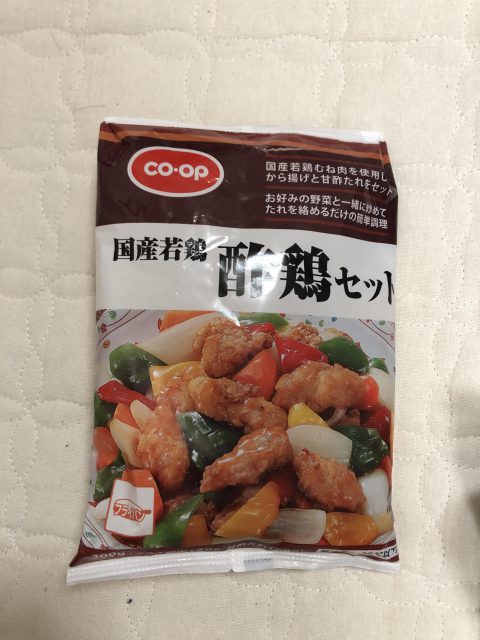 CO・OP
国産若鶏むね肉を使用し
から揚げと甘酢たれをセット
お好みの野菜と一緒に炒めて
たれを絡めるだけの簡単調理
国産若鶏
酢鶏セット
フライパン